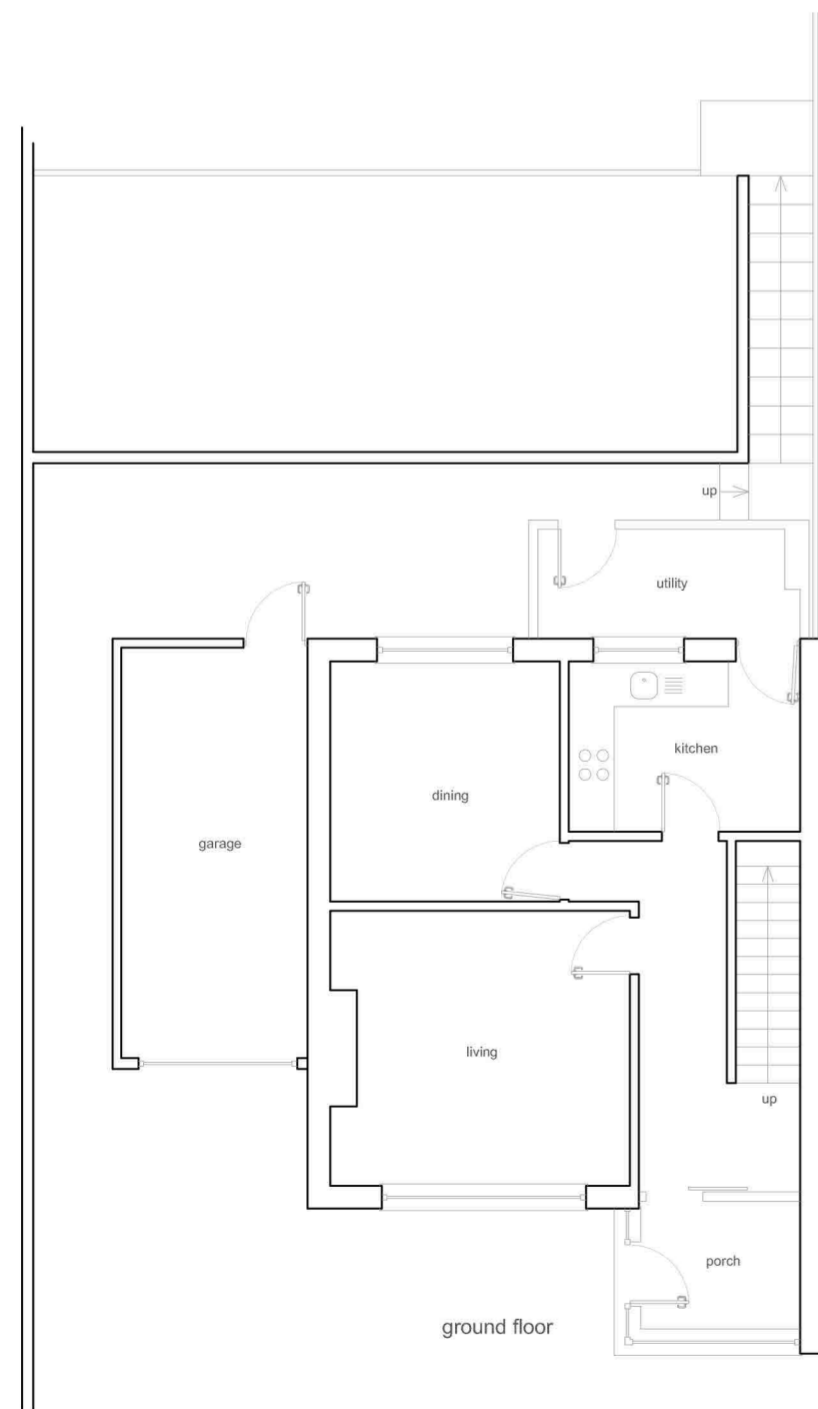 up
utility
kitchen
dining
garage
living
up
porch
ground floor